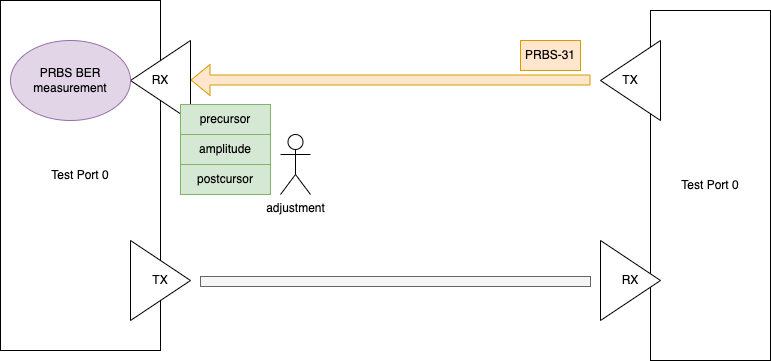 PRBS-31
PRBS BER
measurement
RX
TX
precursor
amplitude
postcursor
adjustment
Test Port 0
Test Port 0
TX
RX